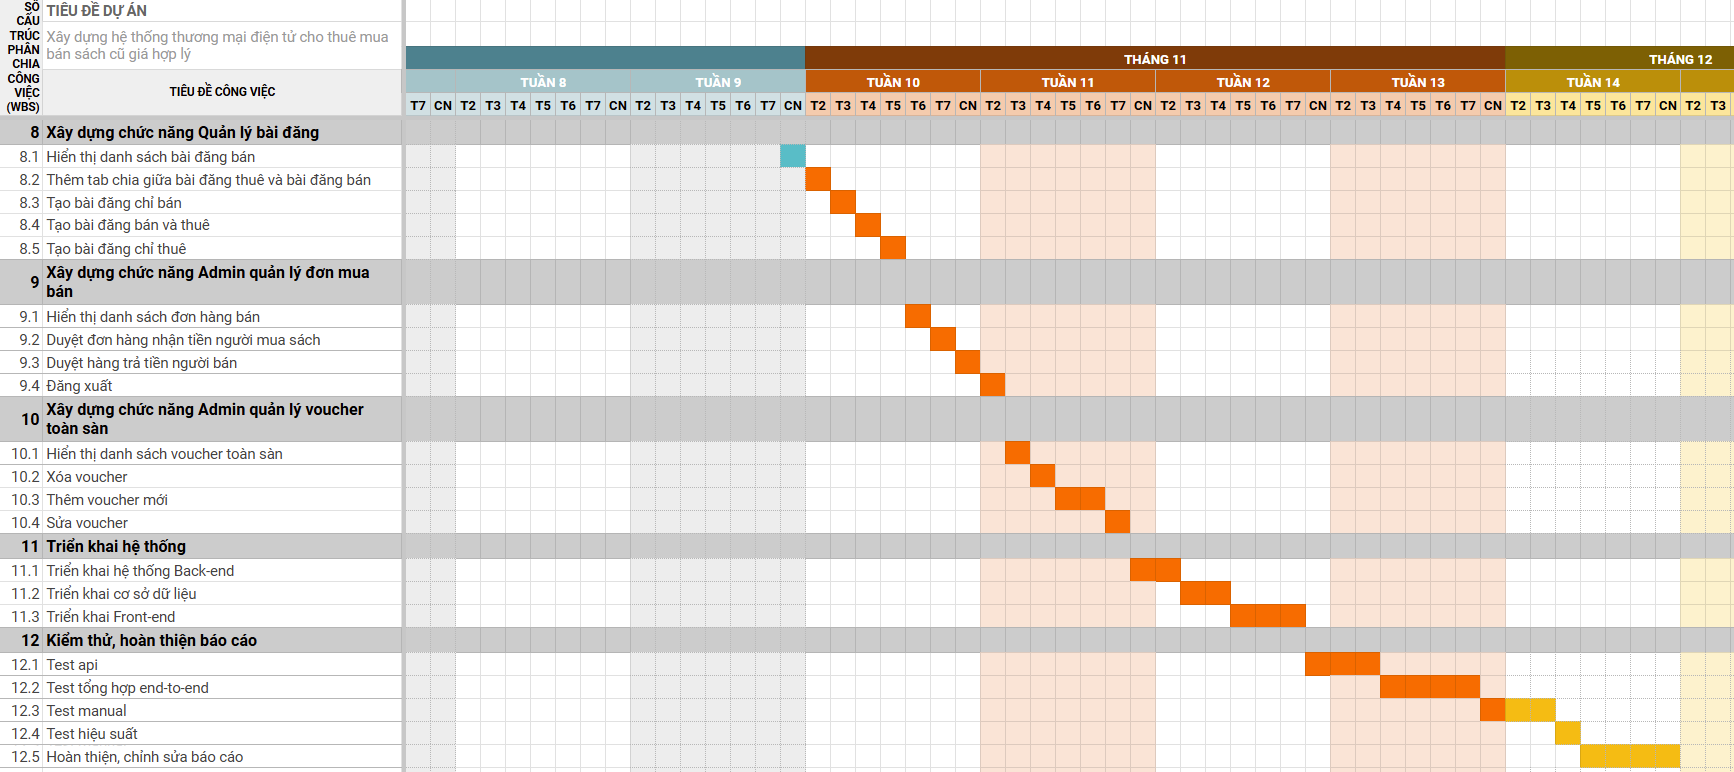 SỐ
CẤU
TRÚC
PHÂN
CHIA
CÔNG
VIỆC
(WBS)
TIÊU ĐỀ DỰ ÁN
Xây dựng hệ thống thương mại điện tử cho thuê mua
bán sách cũ giá hợp lý
TIÊU ĐỀ CÔNG VIỆC
THÁNG 11 THÁNG 12
TUẦN 8 TUẦN 9 TUẦN 10 TUẦN 11 TUẦN 12 TUẦN 13 TUẦN 14
T7 CN T2 T3 T4 T5 T6 T7 CN T2 T3 T4 T5 T6 T7 CN T2 T3 T4 T5 T6 T7 CN T2 T3 T4 T5 T6 T7 CN T2 T3 T4 T5 T6 T7 CN T2 T3 T4 T5 T6 T7 CN T2 T3 T4 T5 T6 T7 CN T2 T3
8 Xây dựng chức năng Quản lý bài đăng
8.1 Hiển thị danh sách bài đăng bán
8.2 Thêm tab chia giữa bài đăng thuê và bài đăng bán
8.3 Tạo bài đăng chỉ bán
8.4 Tạo bài đăng bán và thuê
8.5 Tạo bài đăng chỉ thuê
9 Xây dựng chức năng Admin quản lý đơn mua
bán
9.1 Hiển thị danh sách đơn hàng bán
9.2 Duyệt đơn hàng nhận tiền người mua sách
9.3 Duyệt hàng trả tiền người bán
9.4 Đăng xuất
10 Xây dựng chức năng Admin quản lý voucher
toàn sàn
10.1 Hiển thị danh sách voucher toàn sàn
10.2 Xóa voucher
10.3 Thêm voucher mới
10.4 Sửa voucher
11 Triển khai hệ thống
11.1 Triển khai hệ thống Back-end
11.2 Triển khai cơ sở dữ liệu
11.3 Triển khai Front-end
12 Kiểm thử, hoàn thiện báo cáo
12.1 Test api
12.2 Test tổng hợp end-to-end
12.3 Test manual
12.4 Test hiệu suất
12.5 Hoàn thiện, chỉnh sửa báo cáo